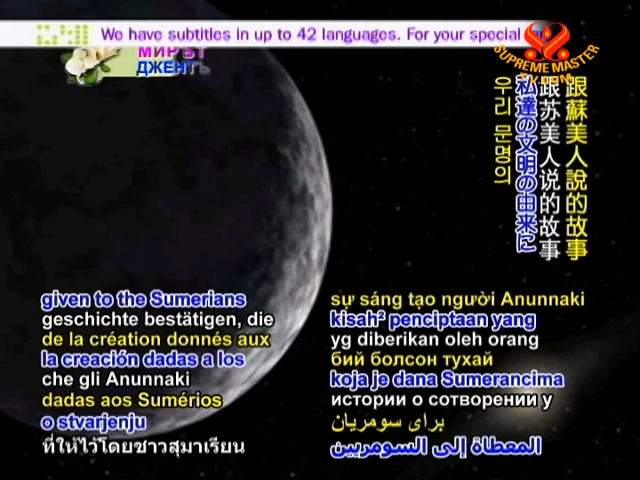 We have subtitles in up to 42 languages. For your special
SUPREME MASTER
TV.COM
МИРЪТ
ДЖЕНТ
跟蘇美人說的故事
跟苏美人说的故事
私達の文明の由来に
우리 문명의
given to the Sumerians
geschichte bestätigen, die
de la création donnés aux
la creación dadas a los
che gli Anunnaki
dadas aos Sumérios
o stvarjenju
ที่ให้ไว้โดยชาวสุมาเรียน
sự sáng tạo người Anunnaki
kisah² penciptaan yang
yg diberikan oleh orang
бий болсон тухай
koja je dana Sumerancima
истории о сотворении у
برای سومریان
المعطاة إلى السومريين